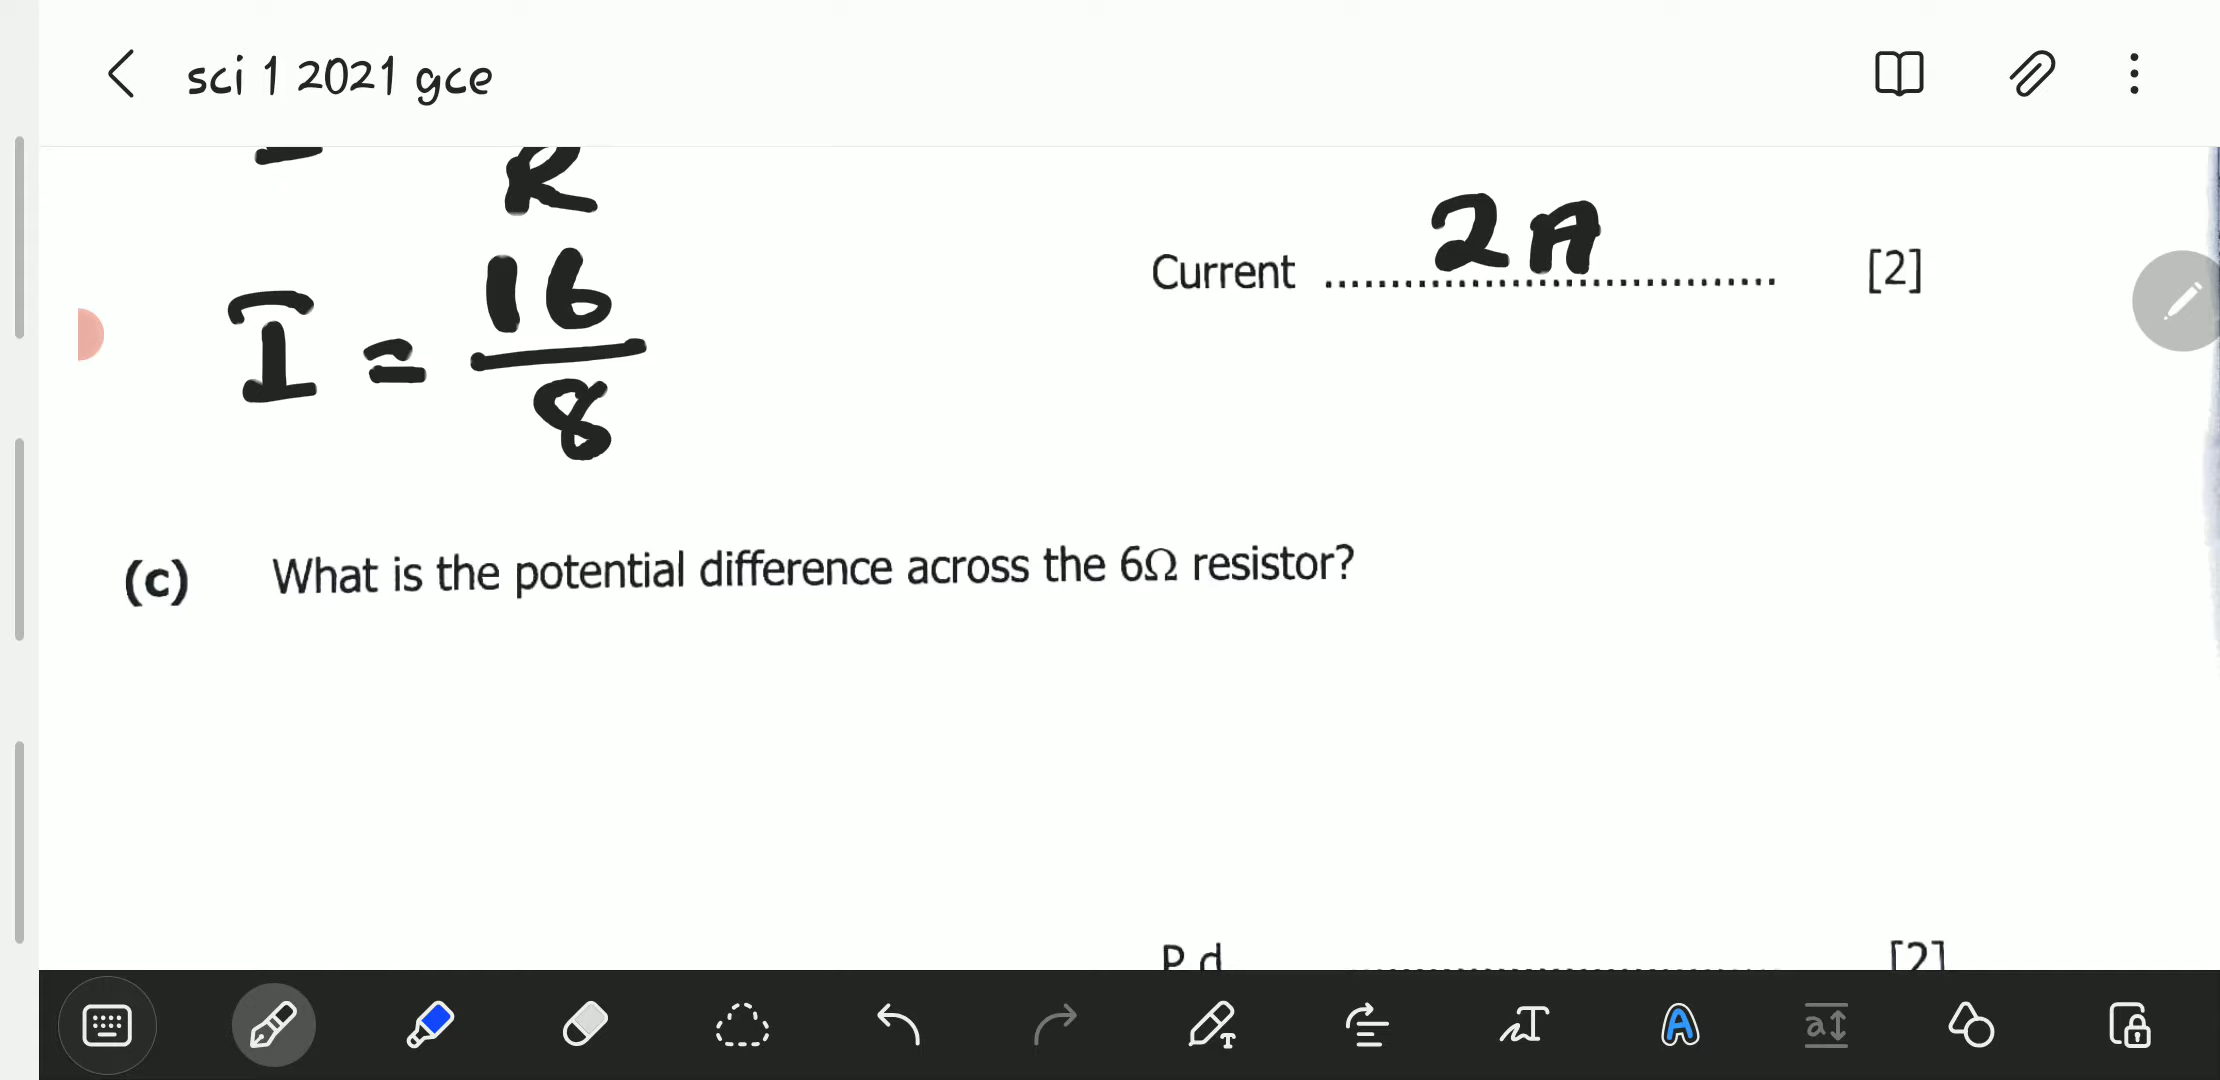 sci 1 2021 gce
R
Current 2A [2]
I = 16
8
(c) What is the potential difference across the 6Ω resistor?
P.d [2]